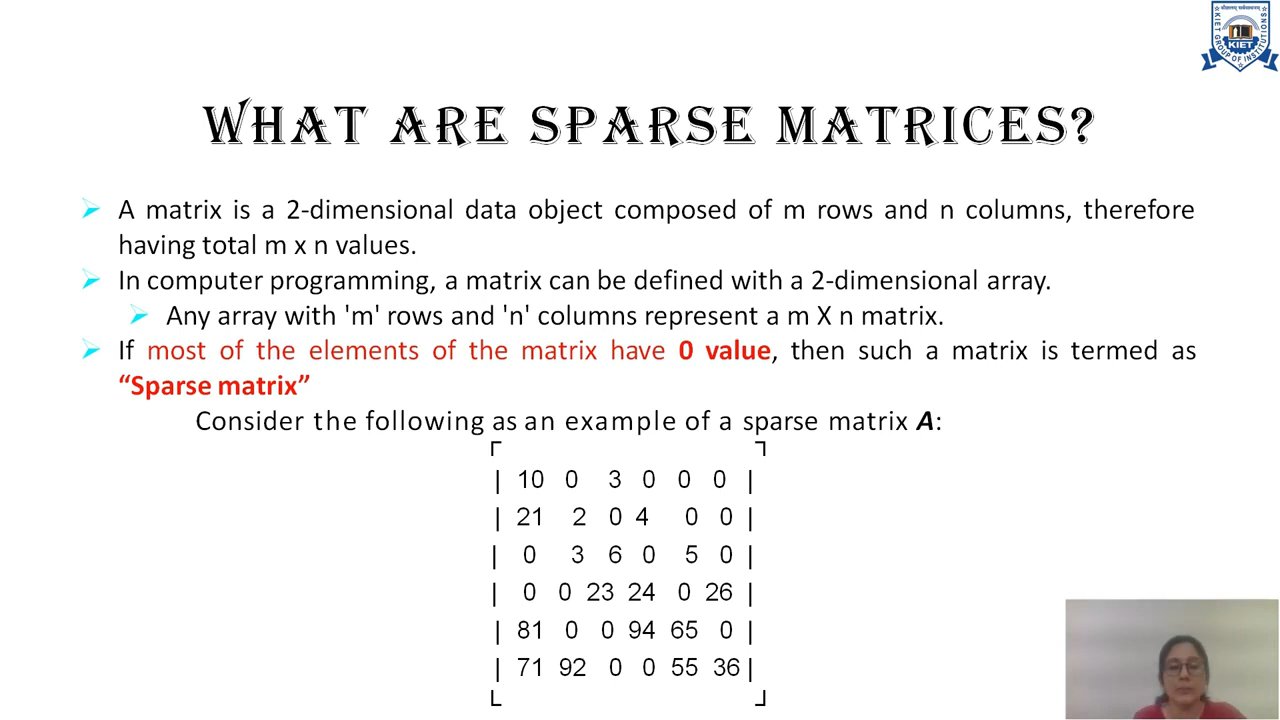 KIET
KIET GROUP OF INSTITUTIONS
WHAT ARE SPARSE MATRICES?
A matrix is a 2-dimensional data object composed of m rows and n columns, therefore
having total m x n values.
In computer programming, a matrix can be defined with a 2-dimensional array.
Any array with 'm' rows and 'n' columns represent a m X n matrix.
If most of the elements of the matrix have 0 value, then such a matrix is termed as
“Sparse matrix”
Consider the following as an example of a sparse matrix A:
| 10 0 3 0 0 0 |
| 21 2 0 4 0 0 |
| 0 3 6 0 5 0 |
| 0 0 23 24 0 26 |
| 81 0 0 94 65 0 |
| 71 92 0 0 55 36 |